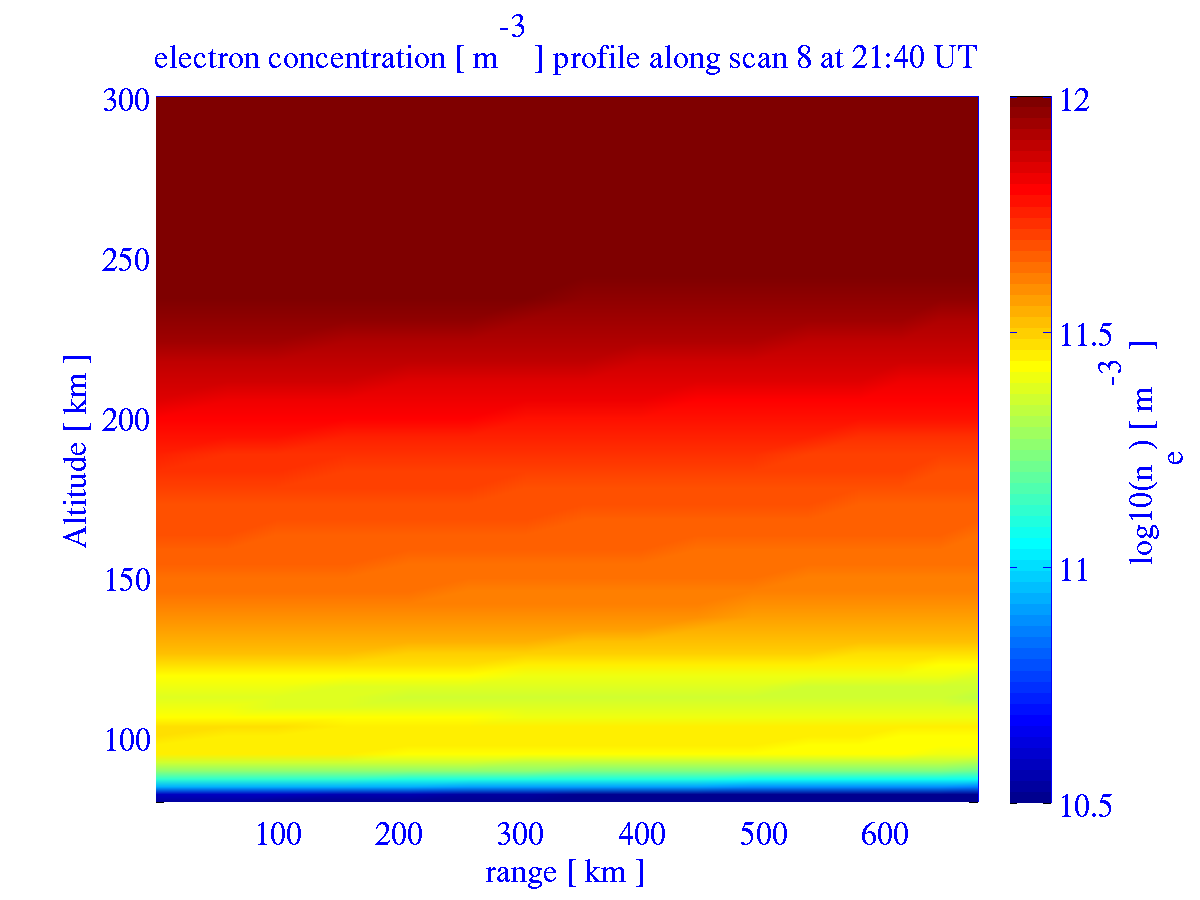 -3
electron concentration [ m ] profile along scan 8 at 21:40 UT
300
250
200
150
100
Altitude [ km ]
100 200 300 400 500 600
range [ km ]
12
11.5
11
10.5
-3
log10(n ) [ m ]
e